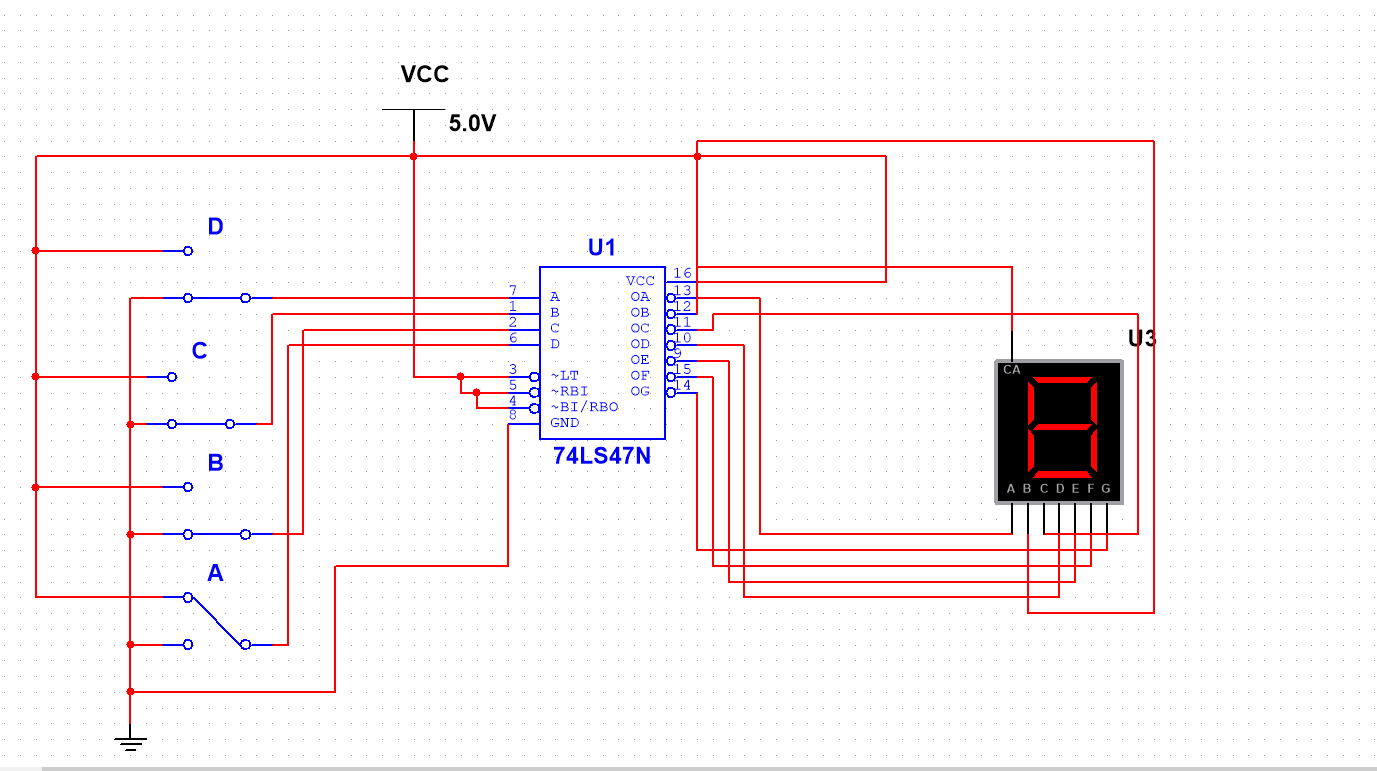 VCC
5.0V
D
C
B
A
U1
7 A
1 B
2 C
6 D
3 ~LT
5 ~RBI
4 ~BI/RBO
8 GND
VCC 16
OA 13
OB 12
OC 11
OD 10
OE 9
OF 15
OG 14
74LS47N
U3
CA
A B C D E F G